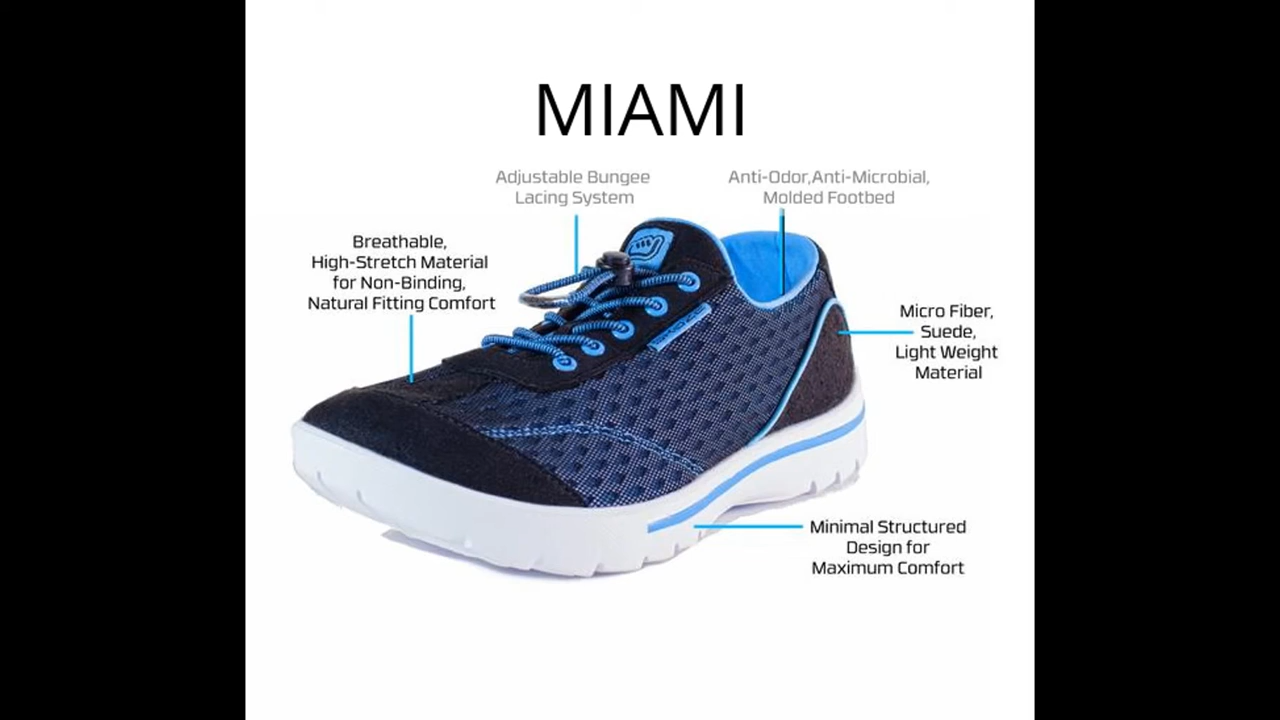 MIAMI
Adjustable Bungee
Lacing System
Anti-Odor,Anti-Microbial,
Molded Footbed
Breathable,
High-Stretch Material
for Non-Binding,
Natural Fitting Comfort
Micro Fiber,
Suede,
Light Weight
Material
Minimal Structured
Design for
Maximum Comfort